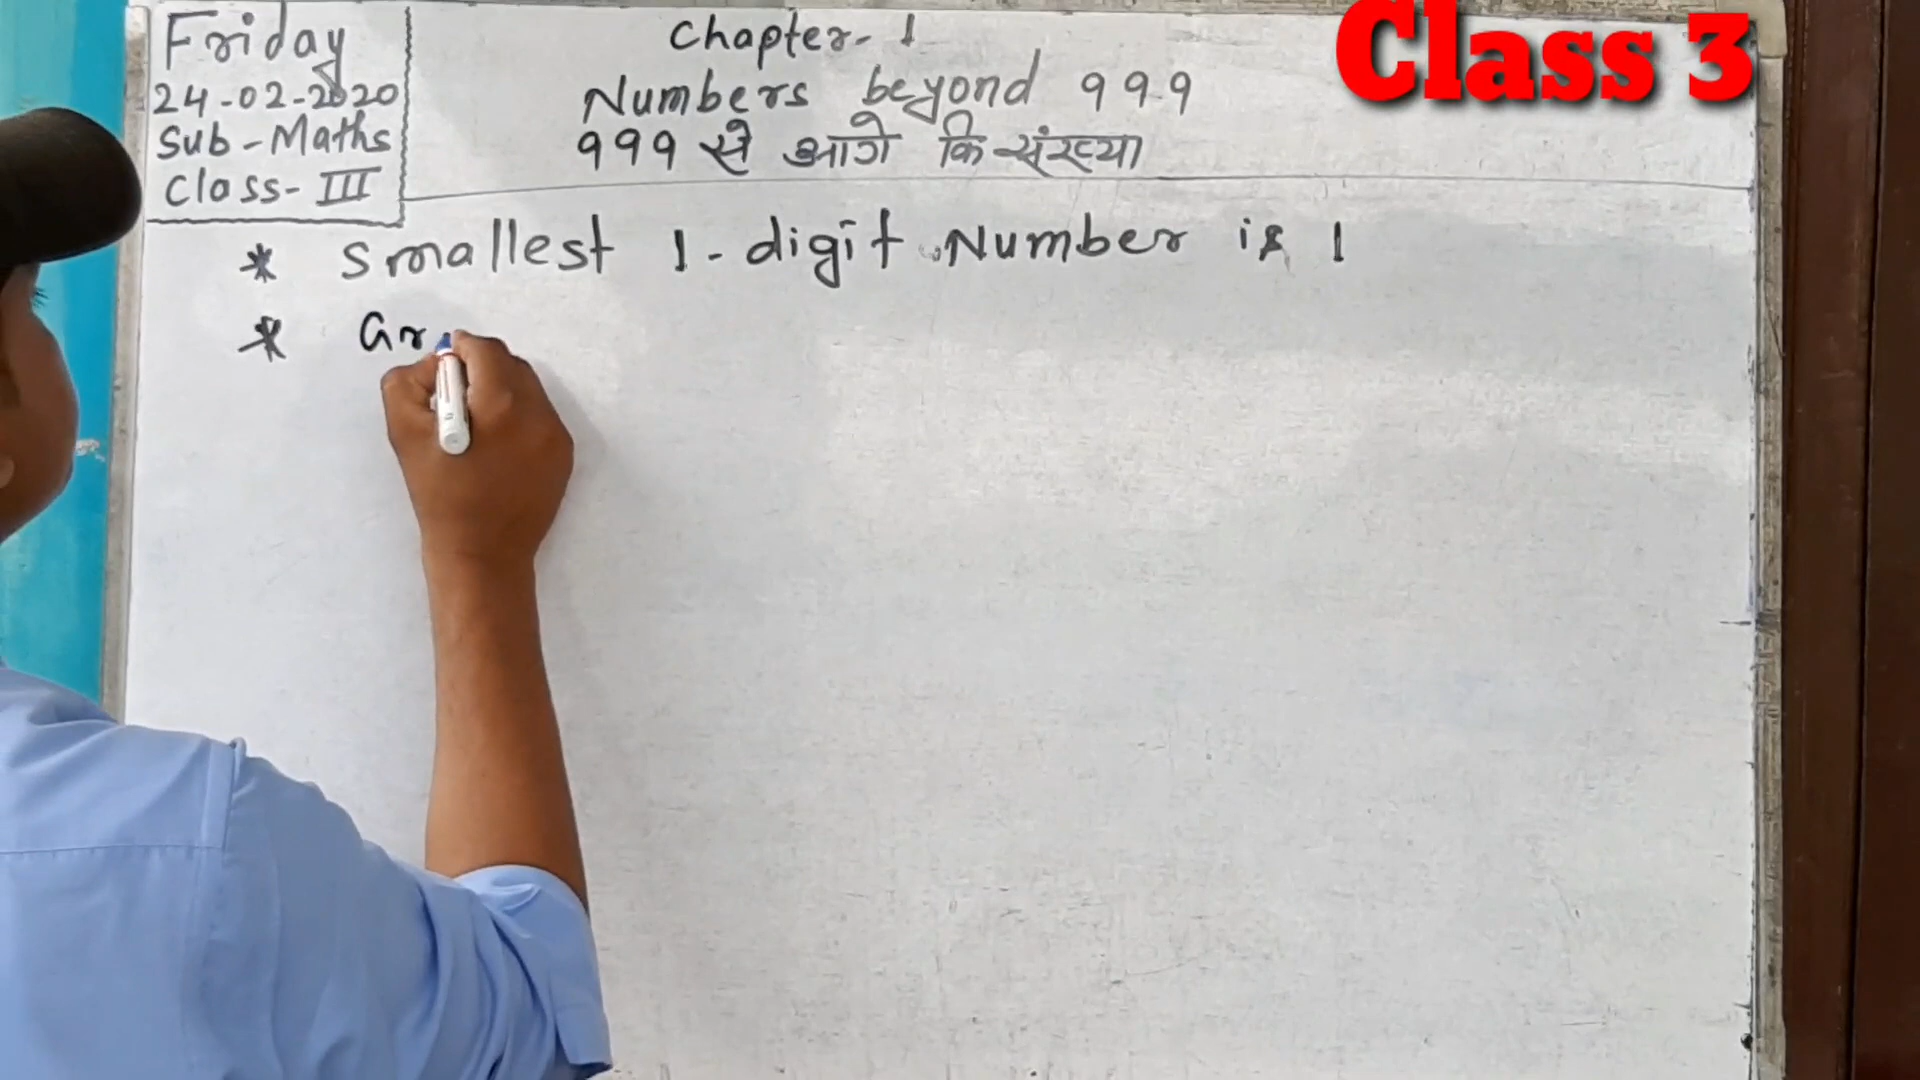 Friday
24-02-2020
Sub-Maths
Class-III
Chapter-1
Numbers beyond 999
999 से आगे कि संख्या
Class 3
* Smallest 1-digit Number is 1
* Gr